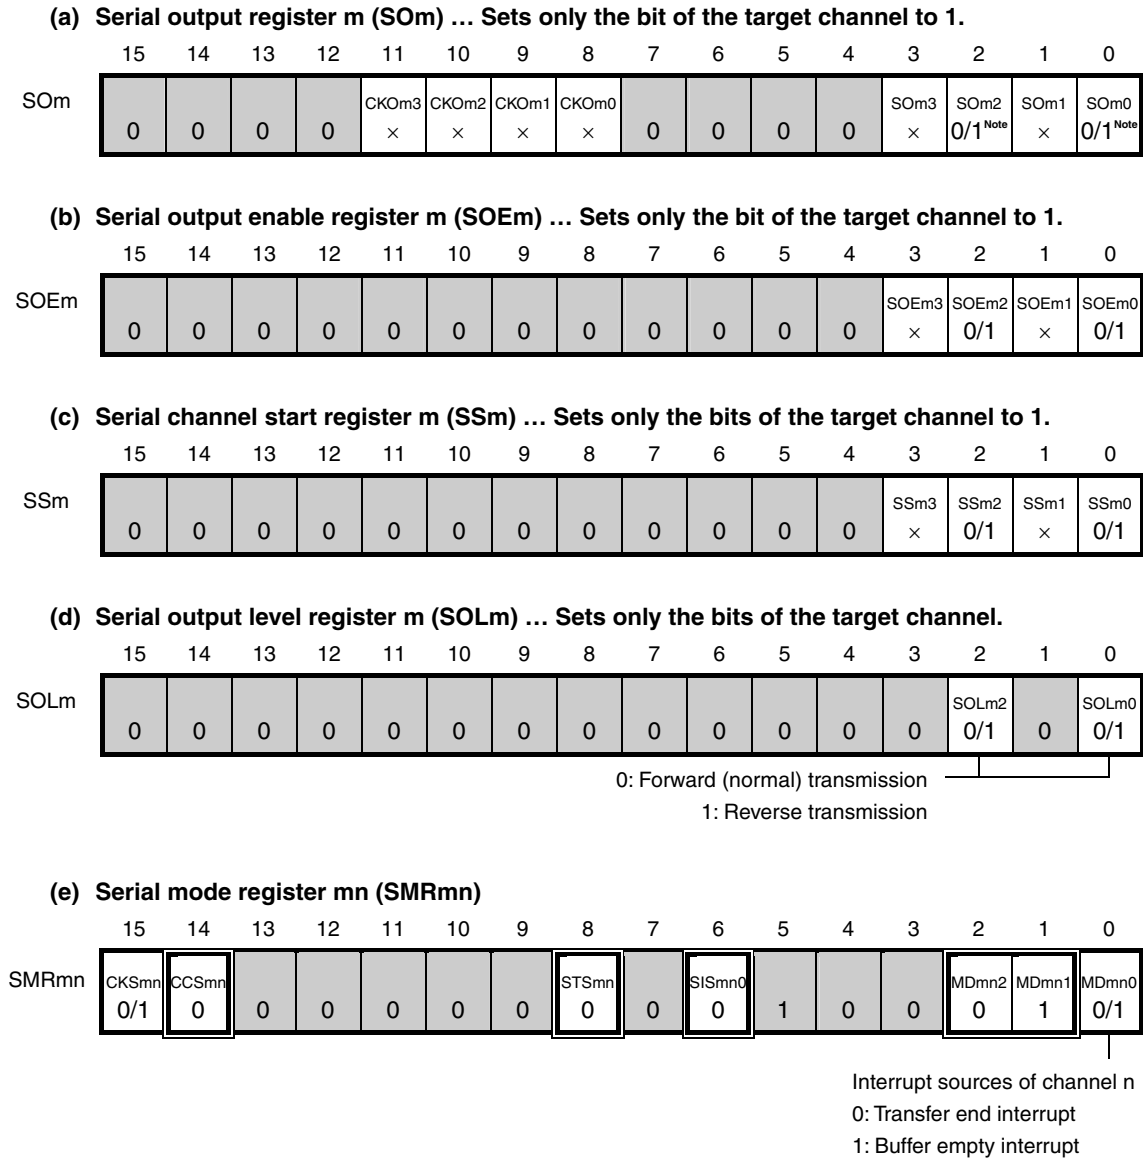 (a) Serial output register m (SOm) … Sets only the bit of the target channel to 1.
15 14 13 12 11 10 9 8 7 6 5 4 3 2 1 0
SOm
CKOm3 CKOm2 CKOm1 CKOm0 SOm3 SOm2 SOm1 SOm0
0 0 0 0 × × × × 0 0 0 0 × 0/1 Note × 0/1 Note
(b) Serial output enable register m (SOEm) … Sets only the bit of the target channel to 1.
15 14 13 12 11 10 9 8 7 6 5 4 3 2 1 0
SOEm
SOEm3 SOEm2 SOEm1 SOEm0
0 0 0 0 0 0 0 0 0 0 0 0 × 0/1 × 0/1
(c) Serial channel start register m (SSm) … Sets only the bits of the target channel to 1.
15 14 13 12 11 10 9 8 7 6 5 4 3 2 1 0
SSm
SSm3 SSm2 SSm1 SSm0
0 0 0 0 0 0 0 0 0 0 0 0 × 0/1 × 0/1
(d) Serial output level register m (SOLm) … Sets only the bits of the target channel.
15 14 13 12 11 10 9 8 7 6 5 4 3 2 1 0
SOLm
SOLm2 SOLm0
0 0 0 0 0 0 0 0 0 0 0 0 0 0/1 0 0/1
0: Forward (normal) transmission
1: Reverse transmission
(e) Serial mode register mn (SMRmn)
15 14 13 12 11 10 9 8 7 6 5 4 3 2 1 0
SMRmn
CKSmn CCSmn STSmn SISmn0 MDmn2 MDmn1 MDmn0
0/1 0 0 0 0 0 0 0 0 0 1 0 0 0 1 0/1
Interrupt sources of channel n
0: Transfer end interrupt
1: Buffer empty interrupt